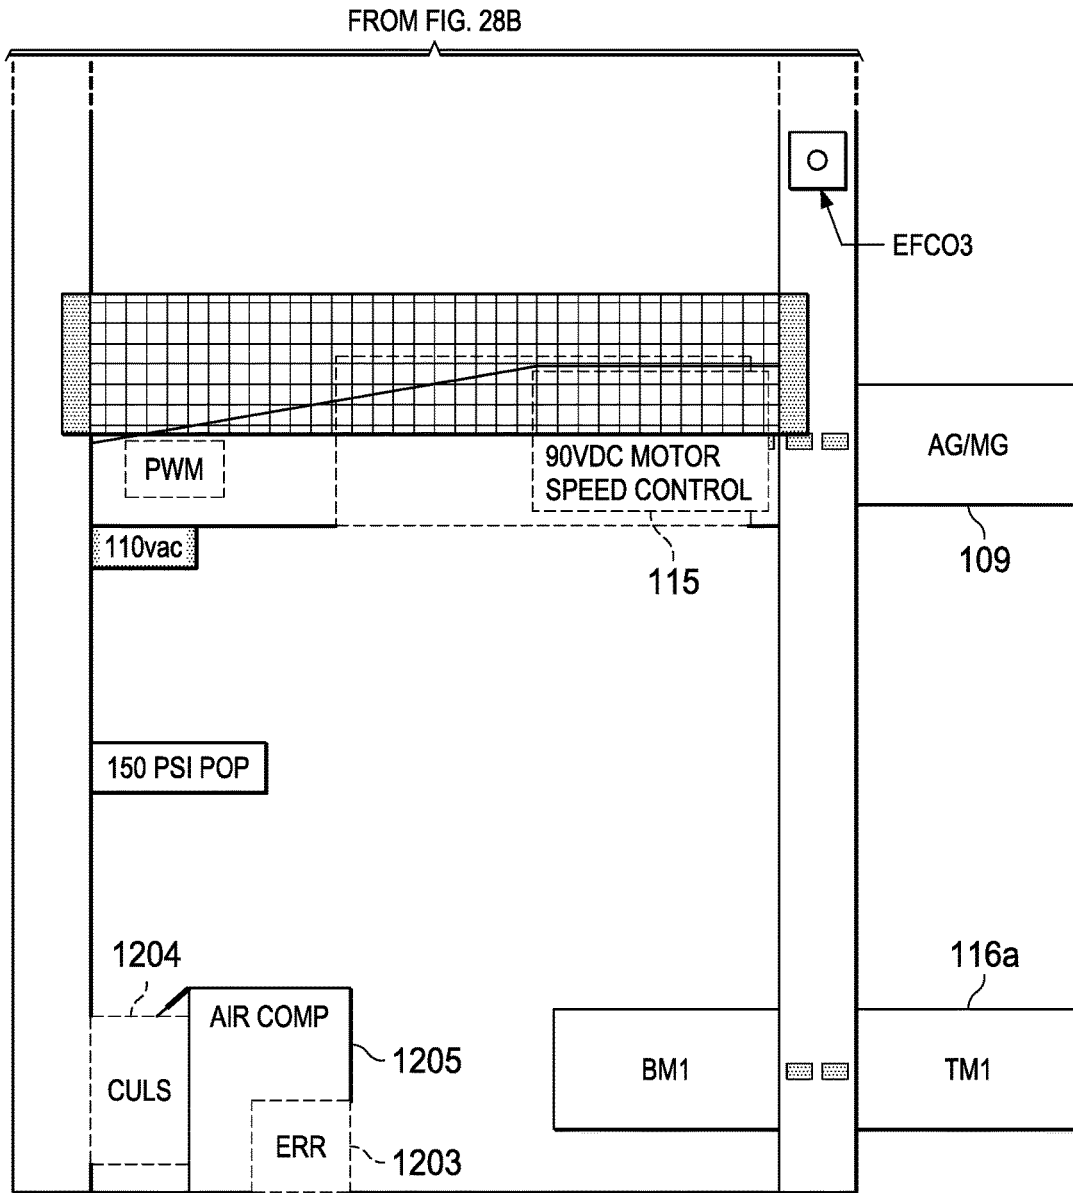 FROM FIG. 28B
EFCO3
AG/MG
PWM
90VDC MOTOR
SPEED CONTROL
110vac
115
109
150 PSI POP
1204
116a
AIR COMP
1205
BM1
TM1
CULS
ERR
1203